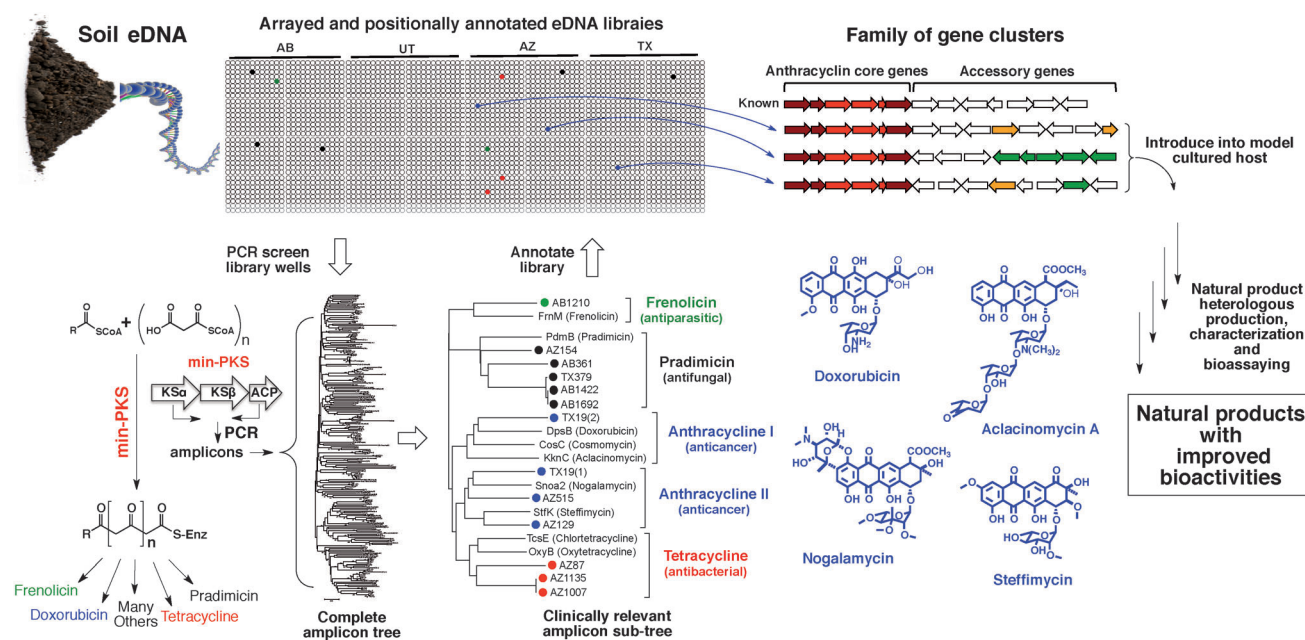 Soil eDNA
Arrayed and positionally annotated eDNA libraries
AB
UT
AZ
TX
Family of gene clusters
Anthracyclin core genes
Accessory genes
Known
Introduce into model
cultured host
PCR screen
library wells
Annotate
library
O
R
SCoA
+
O
O
HO
SCoA
n
min-PKS
min-PKS
KSα
KSβ
ACP
PCR
amplicons
O
O
O
R
S-Enz
n
Frenolicin
Doxorubicin
Many
Others
Tetracycline
Pradimicin
Complete
amplicon tree
AB1210
FrnM (Frenolicin)
PdmB (Pradimicin)
AZ154
AB361
TX379
AB1422
AB1692
TX19(2)
DpsB (Doxorubicin)
CosC (Cosmomycin)
KknC (Aclacinomycin)
TX19(1)
Snoa2 (Nogalamycin)
AZ515
StfK (Steffimycin)
AZ129
TcsE (Chlortetracycline)
OxyB (Oxytetracycline)
AZ87
AZ1135
AZ1007
Frenolicin
(antiparasitic)
Pradimicin
(antifungal)
Anthracycline I
(anticancer)
Anthracycline II
(anticancer)
Tetracycline
(antibacterial)
Clinically relevant
amplicon sub-tree
Doxorubicin
Aclacinomycin A
Nogalamycin
Steffimycin
Natural product
heterologous
production,
characterization
and
bioassaying
Natural products
with
improved
bioactivities